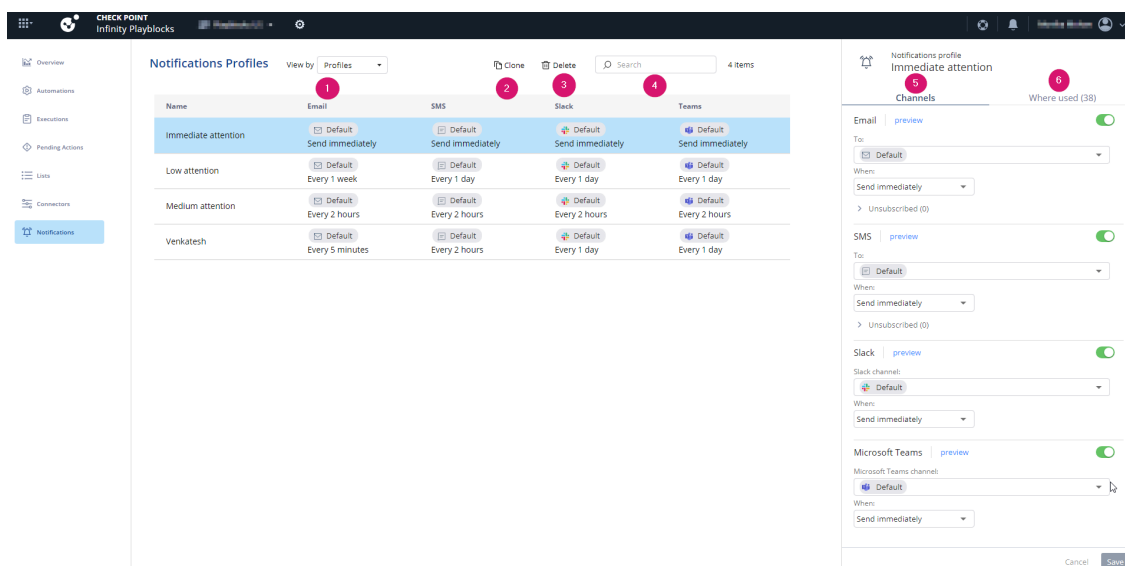 CHECK POINT
Infinity Playblocks
Overview
Automations
Executions
Pending Actions
Lists
Connectors
Notifications
Notifications Profiles View by Profiles Clone Delete Search 4 items
1 2 3 4
Name Email SMS Slack Teams
Immediate attention Default Default Default Default
Send immediately Send immediately Send immediately Send immediately
Low attention Default Default Default Default
Every 1 week Every 1 day Every 1 day Every 1 day
Medium attention Default Default Default Default
Every 2 hours Every 2 hours Every 2 hours Every 2 hours
Venkatesh Default Default Default Default
Every 5 minutes Every 2 hours Every 1 day Every 1 day
Notifications profile
Immediate attention
5 6
Channels Where used (38)
Email preview
To:
Default
When:
Send immediately
> Unsubscribed (0)
SMS preview
To:
Default
When:
Send immediately
> Unsubscribed (0)
Slack preview
Slack channel:
Default
When:
Send immediately
Microsoft Teams preview
Microsoft Teams channel:
Default
When:
Send immediately
Cancel Save